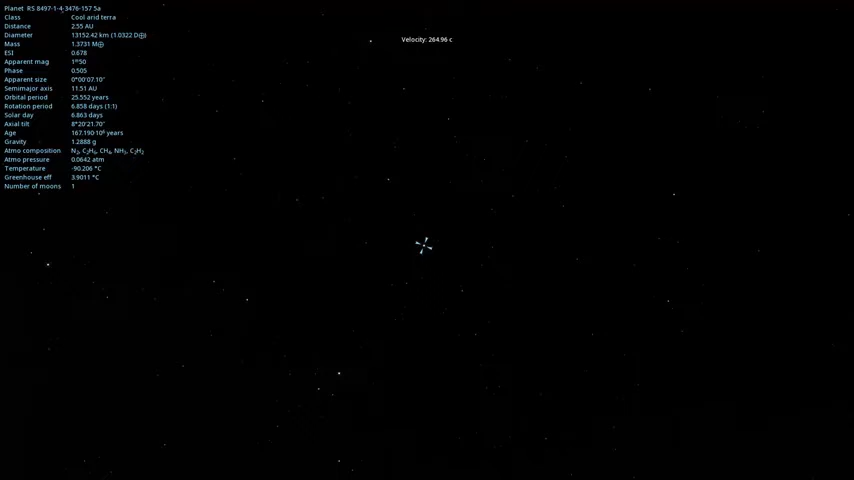 Planet RS 8497-1-4-3476-157 5a
Class Cool arid terra
Distance 2.55 AU
Diameter 13152.42 km (1.0322 D⊕)
Mass 1.3731 M⊕
ESI 0.678
Apparent mag 1ᵐ50
Phase 0.505
Apparent size 0°00'07.10"
Semimajor axis 11.51 AU
Orbital period 25.552 years
Rotation period 6.858 days (1:1)
Solar day 6.863 days
Axial tilt 8°20'21.70"
Age 167.190·10⁶ years
Gravity 1.2888 g
Atmo composition N₂, C₂H₆, CH₄, NH₃, C₂H₂
Atmo pressure 0.0642 atm
Temperature -90.206 °C
Greenhouse eff 3.9011 °C
Number of moons 1
Velocity: 264.96 c